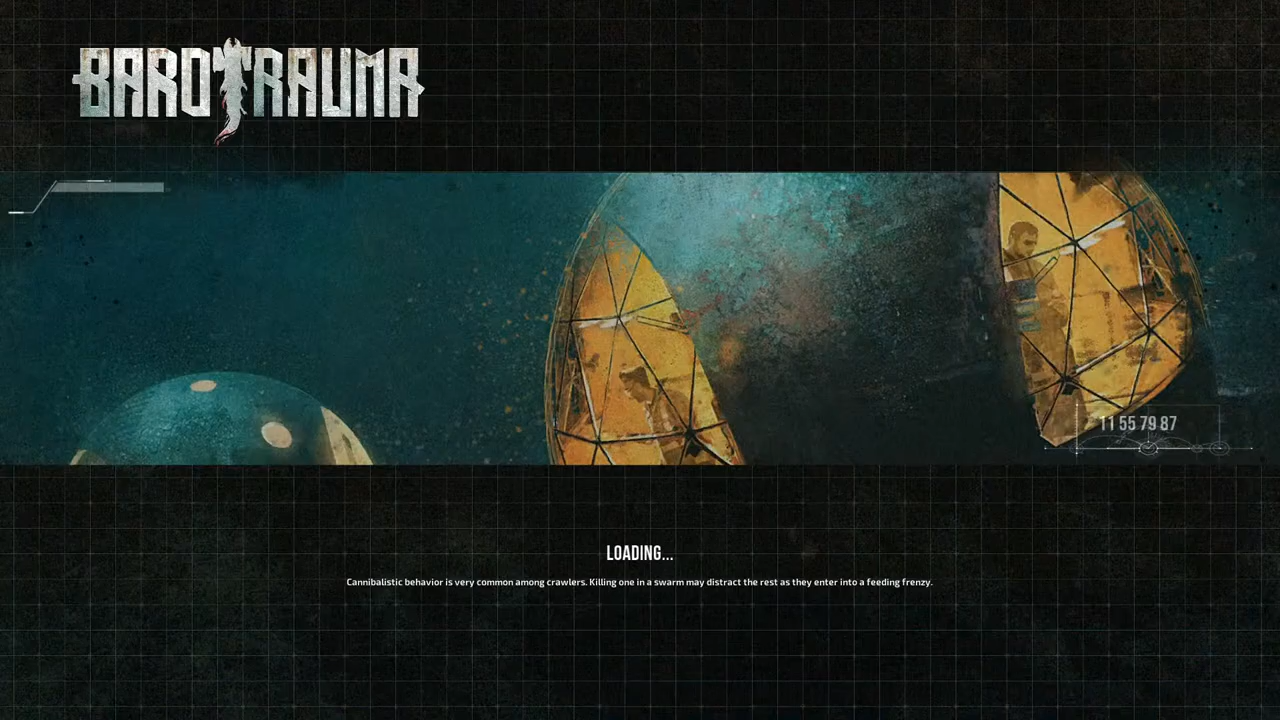 BAROTRAUMA
11 55 79 87
LOADING...
Cannibalistic behavior is very common among crawlers. Killing one in a swarm may distract the rest as they enter into a feeding frenzy.